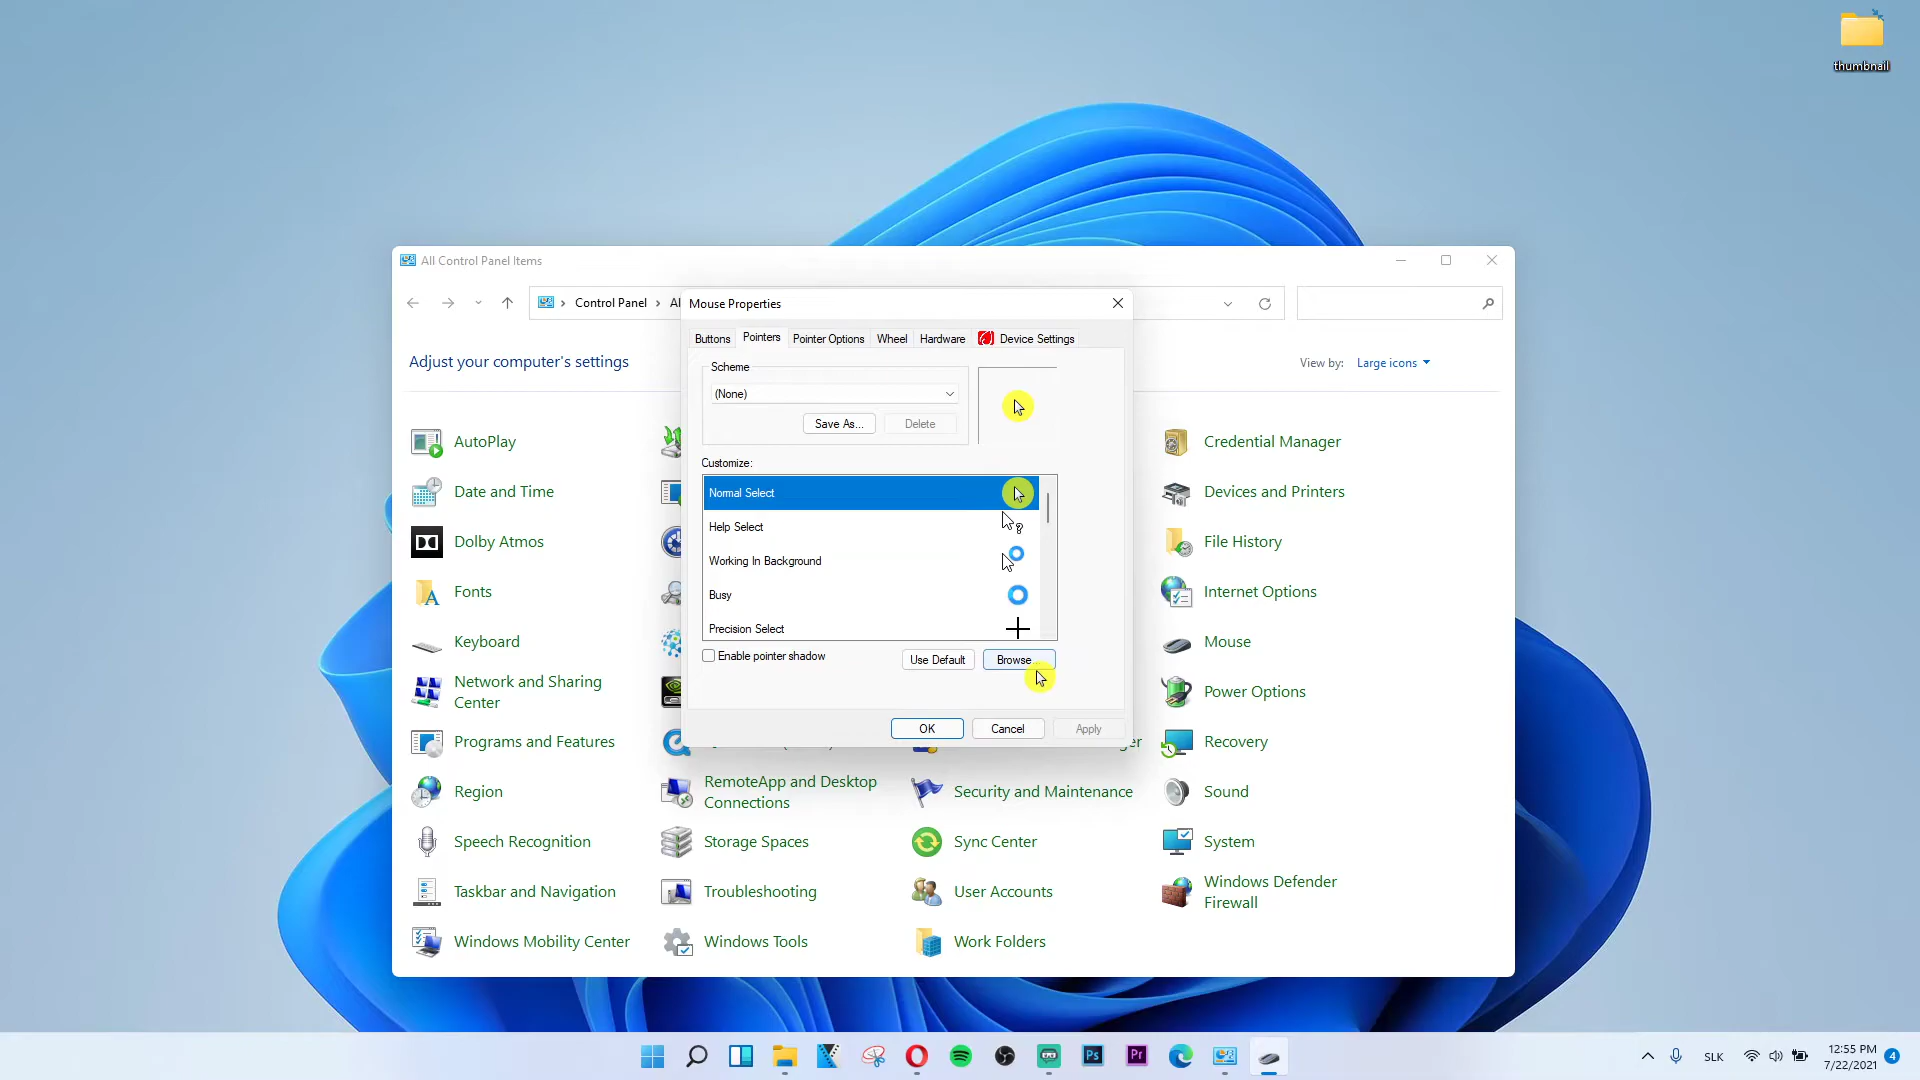 thumbnail
All Control Panel Items
Control Panel
Al
Adjust your computer's settings
View by:
Large icons
AutoPlay
Credential Manager
Date and Time
Devices and Printers
Dolby Atmos
File History
Fonts
Internet Options
Keyboard
Mouse
Network and Sharing
Center
Power Options
Programs and Features
Recovery
Region
RemoteApp and Desktop
Connections
Security and Maintenance
Sound
Speech Recognition
Storage Spaces
Sync Center
System
Taskbar and Navigation
Troubleshooting
User Accounts
Windows Defender
Firewall
Windows Mobility Center
Windows Tools
Work Folders
Mouse Properties
Buttons
Pointers
Pointer Options
Wheel
Hardware
Device Settings
Scheme
(None)
Save As...
Delete
Customize:
Normal Select
Help Select
Working In Background
Busy
Precision Select
Enable pointer shadow
Use Default
Browse...
OK
Cancel
Apply
Ps
Pr
SLK
12:55 PM
7/22/2021
4